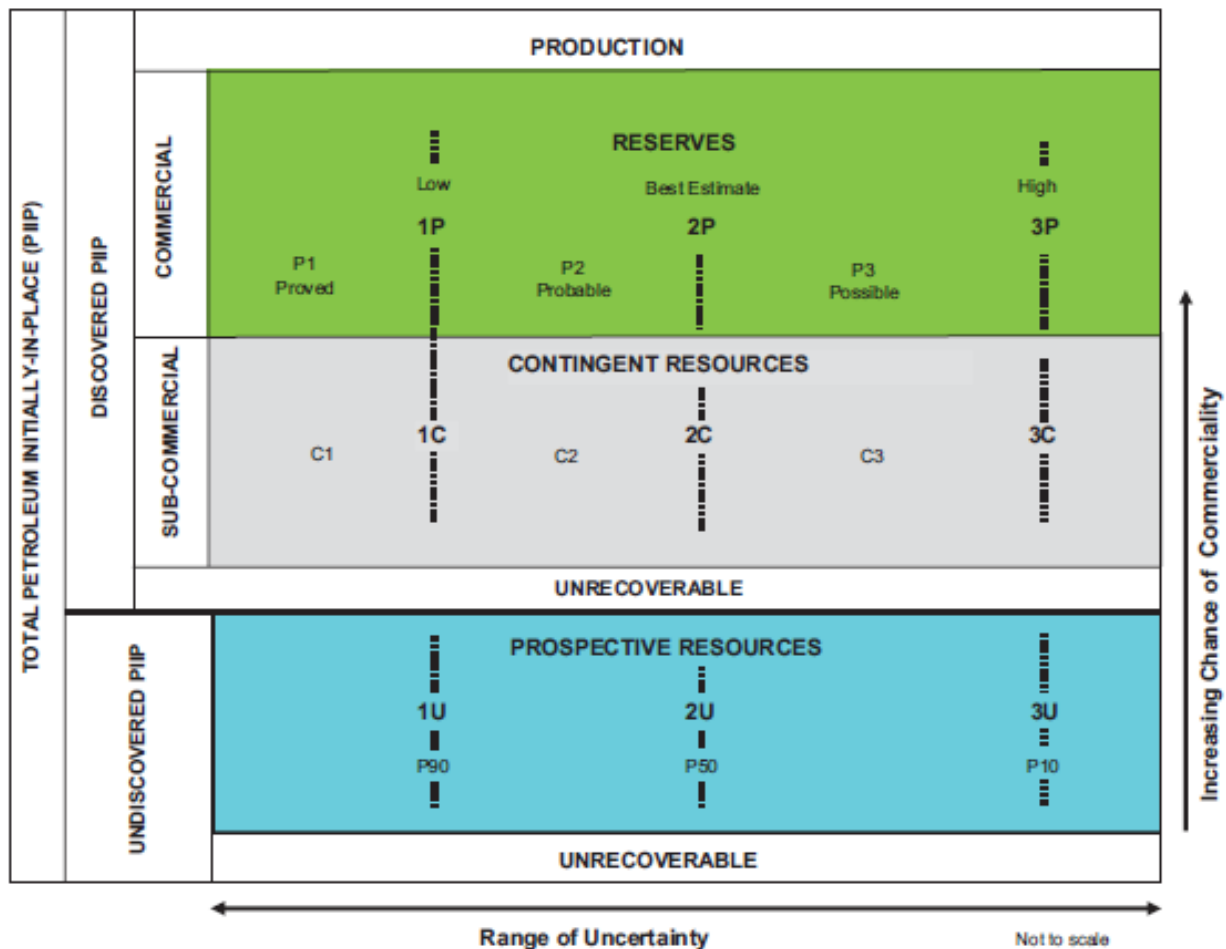 TOTAL PETROLEUM INITIALLY-IN-PLACE (PIIP)
DISCOVERED PIIP
COMMERCIAL
PRODUCTION
RESERVES
Low
Best Estimate
High
1P
2P
3P
P1
Proved
P2
Probable
P3
Possible
SUB-COMMERCIAL
CONTINGENT RESOURCES
1C
2C
3C
C1
C2
C3
UNRECOVERABLE
UNDISCOVERED PIIP
PROSPECTIVE RESOURCES
1U
2U
3U
P90
P50
P10
UNRECOVERABLE
Increasing Chance of Commerciality
Range of Uncertainty
Not to scale